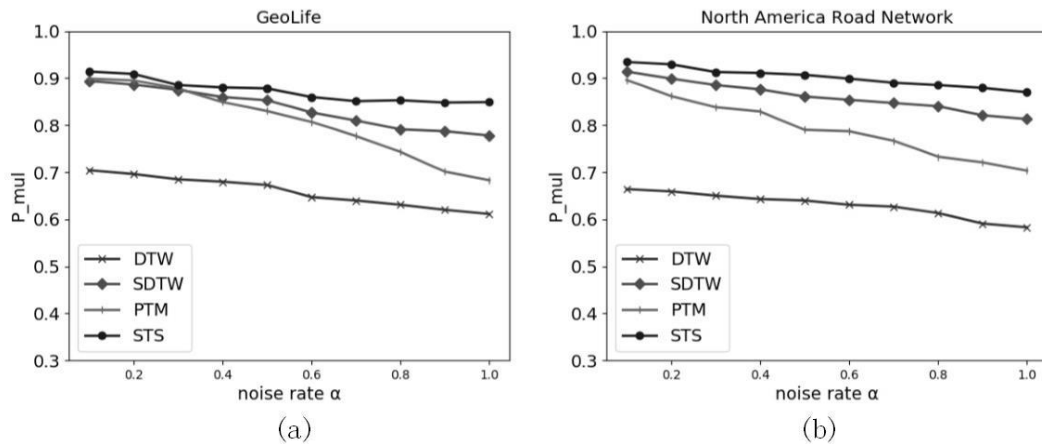 GeoLife
1.0
0.9
0.8
0.7
0.6
0.5
0.4
0.3
P_mul
DTW
SDTW
PTM
STS
0.2 0.4 0.6 0.8 1.0
noise rate α
(a)
North America Road Network
1.0
0.9
0.8
0.7
0.6
0.5
0.4
0.3
P_mul
DTW
SDTW
PTM
STS
0.2 0.4 0.6 0.8 1.0
noise rate α
(b)